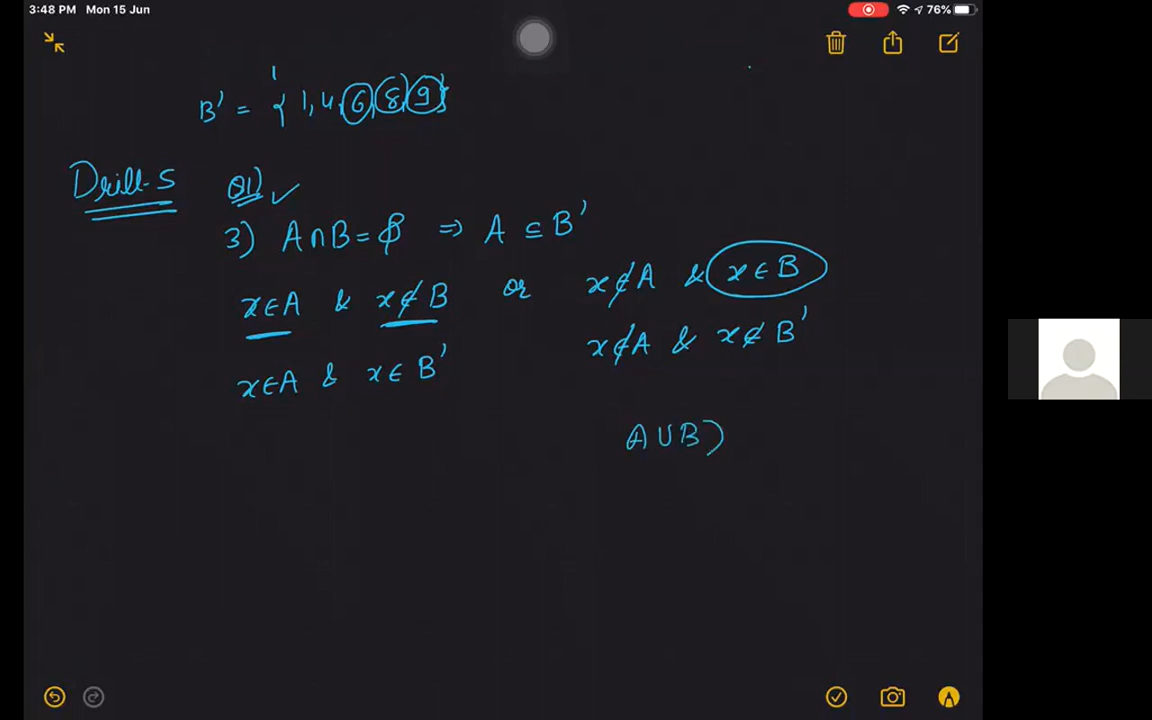 3:48 PM Mon 15 Jun
76%
B' = { 1, 4, 6, 8, 9}
Drill-5 Q1) ✓
3) A∩B = ϕ ⇒ A ⊆ B'
x∈A & x∉B or x∉A & x∈B
x∉A & x∉B'
x∈A & x∈B'
A∪B)